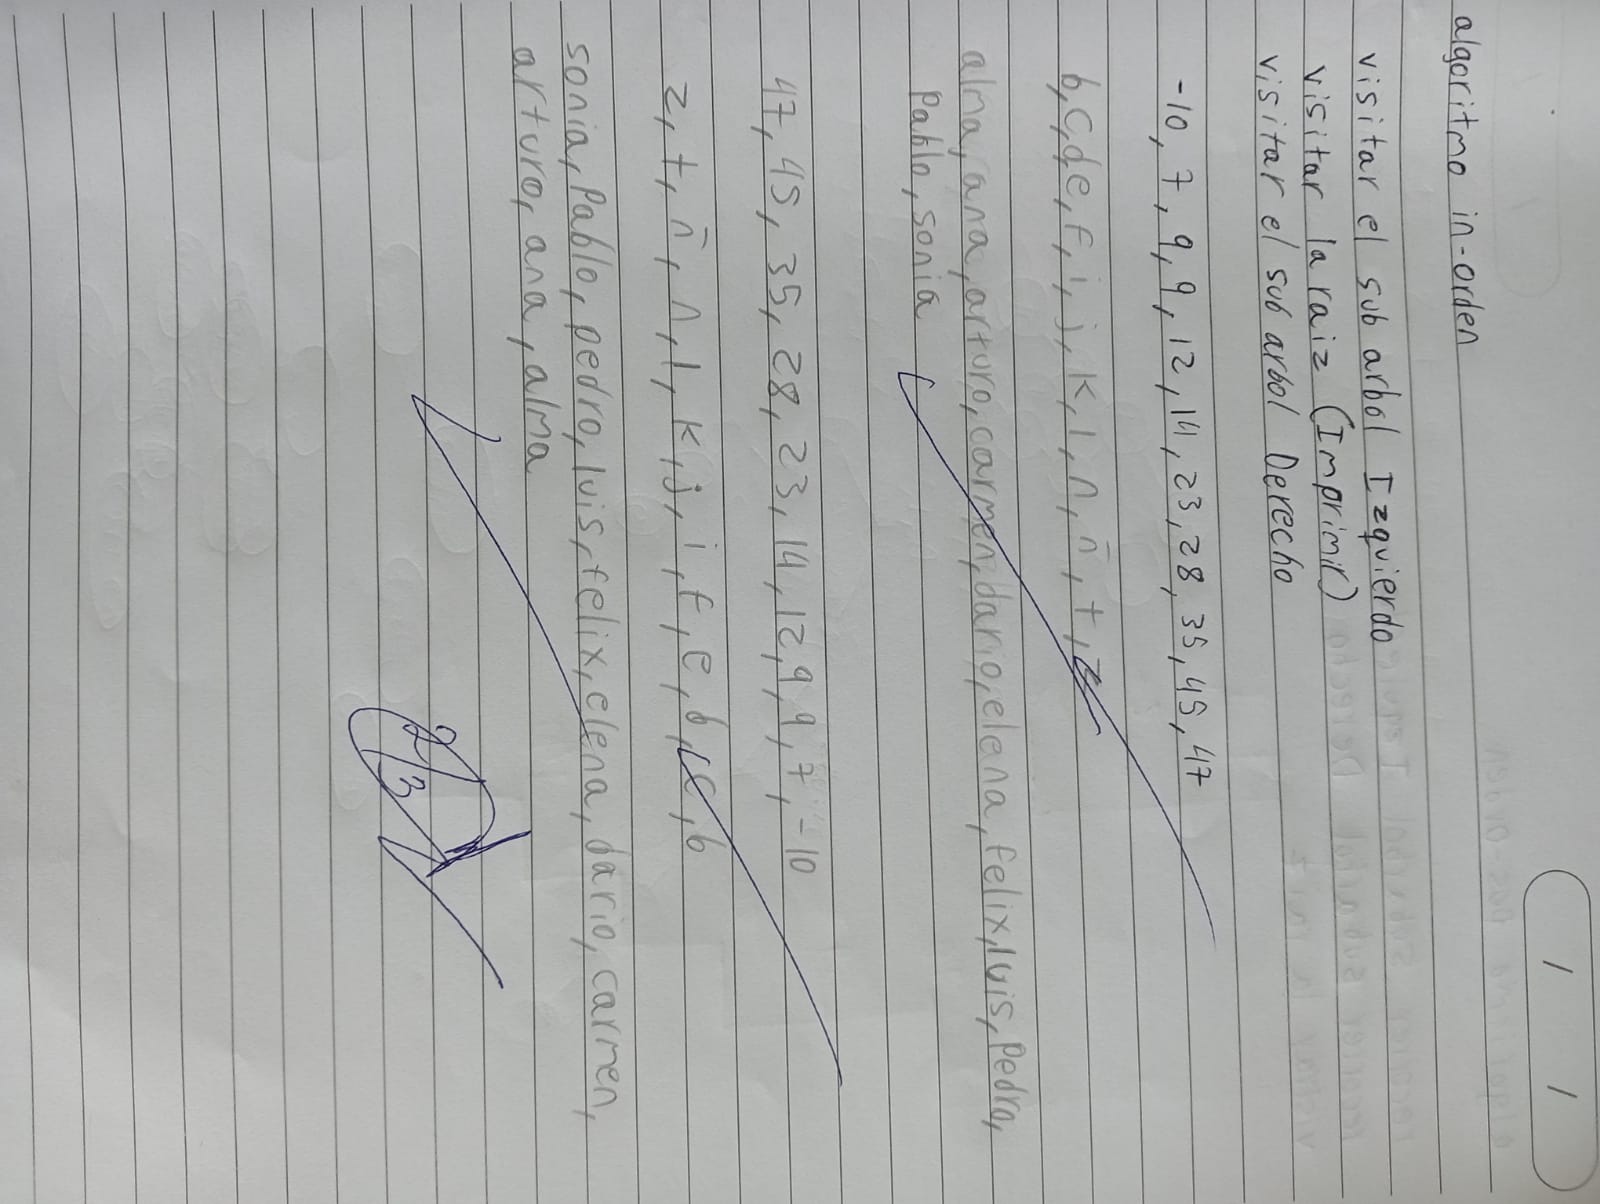 algoritmo in-orden
visitar el sub arbol Izquierdo
visitar la raiz (Imprimir)
visitar el sub arbol Derecho
-10, 7, 9, 9, 12, 14, 23, 28, 35, 45, 47
b, c, d, e, f, i, j, k, l, n, ñ, t, z
alma, ana, arturo, carmen, dario, elena, felix, luis, pedro,
Pablo, sonia
47, 45, 35, 28, 23, 14, 12, 9, 9, 7, -10
z, t, ñ, n, l, k, j, i, f, e, d, c, b
sonia, Pablo, pedro, luis, felix, elena, dario, carmen,
arturo, ana, alma
2/3